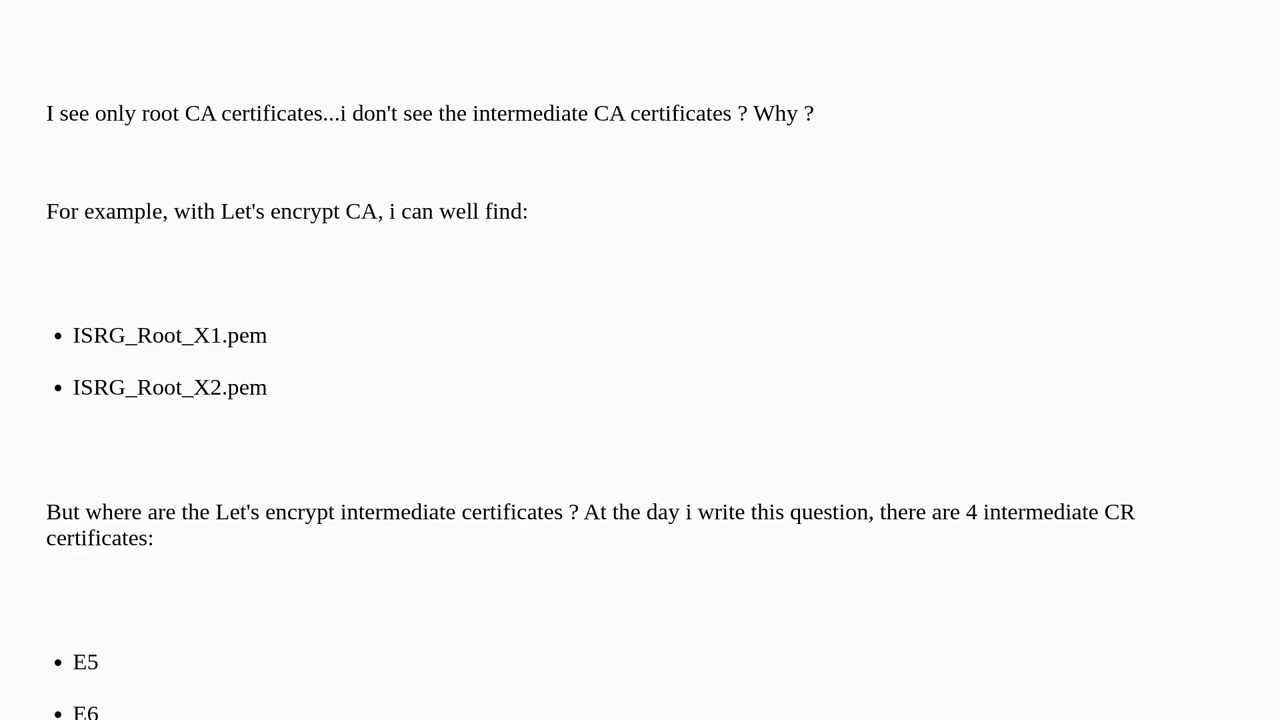 I see only root CA certificates...i don't see the intermediate CA certificates ? Why ?
For example, with Let's encrypt CA, i can well find:
• ISRG_Root_X1.pem
• ISRG_Root_X2.pem
But where are the Let's encrypt intermediate certificates ? At the day i write this question, there are 4 intermediate CR
certificates:
• E5
• E6